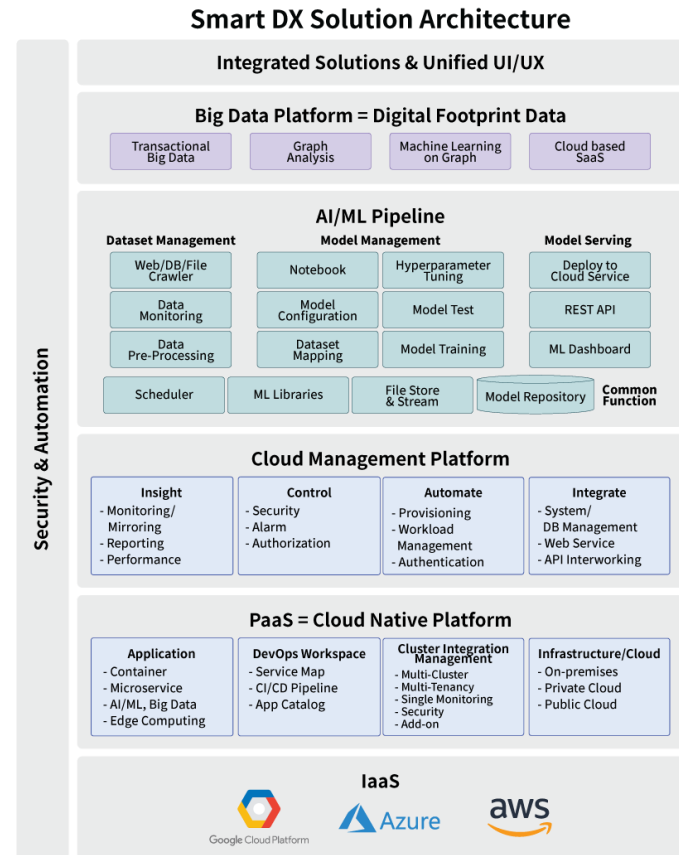 Smart DX Solution Architecture
Security & Automation
Integrated Solutions & Unified UI/UX
Big Data Platform = Digital Footprint Data
Transactional
Big Data
Graph
Analysis
Machine Learning
on Graph
Cloud based
SaaS
AI/ML Pipeline
Dataset Management
Model Management
Model Serving
Web/DB/File
Crawler
Notebook
Hyperparameter
Tuning
Deploy to
Cloud Service
Data
Monitoring
Model
Configuration
Model Test
REST API
Data
Pre-Processing
Dataset
Mapping
Model Training
ML Dashboard
Scheduler
ML Libraries
File Store
& Stream
Model Repository
Common
Function
Cloud Management Platform
Insight
- Monitoring/
Mirroring
- Reporting
- Performance
Control
- Security
- Alarm
- Authorization
Automate
- Provisioning
- Workload
Management
- Authentication
Integrate
- System/
DB Management
- Web Service
- API Interworking
PaaS = Cloud Native Platform
Application
- Container
- Microservice
- AI/ML, Big Data
- Edge Computing
DevOps Workspace
- Service Map
- CI/CD Pipeline
- App Catalog
Cluster Integration
Management
- Multi-Cluster
- Multi-Tenancy
- Single Monitoring
- Security
- Add-on
Infrastructure/Cloud
- On-premises
- Private Cloud
- Public Cloud
IaaS
Google Cloud Platform
Azure
aws